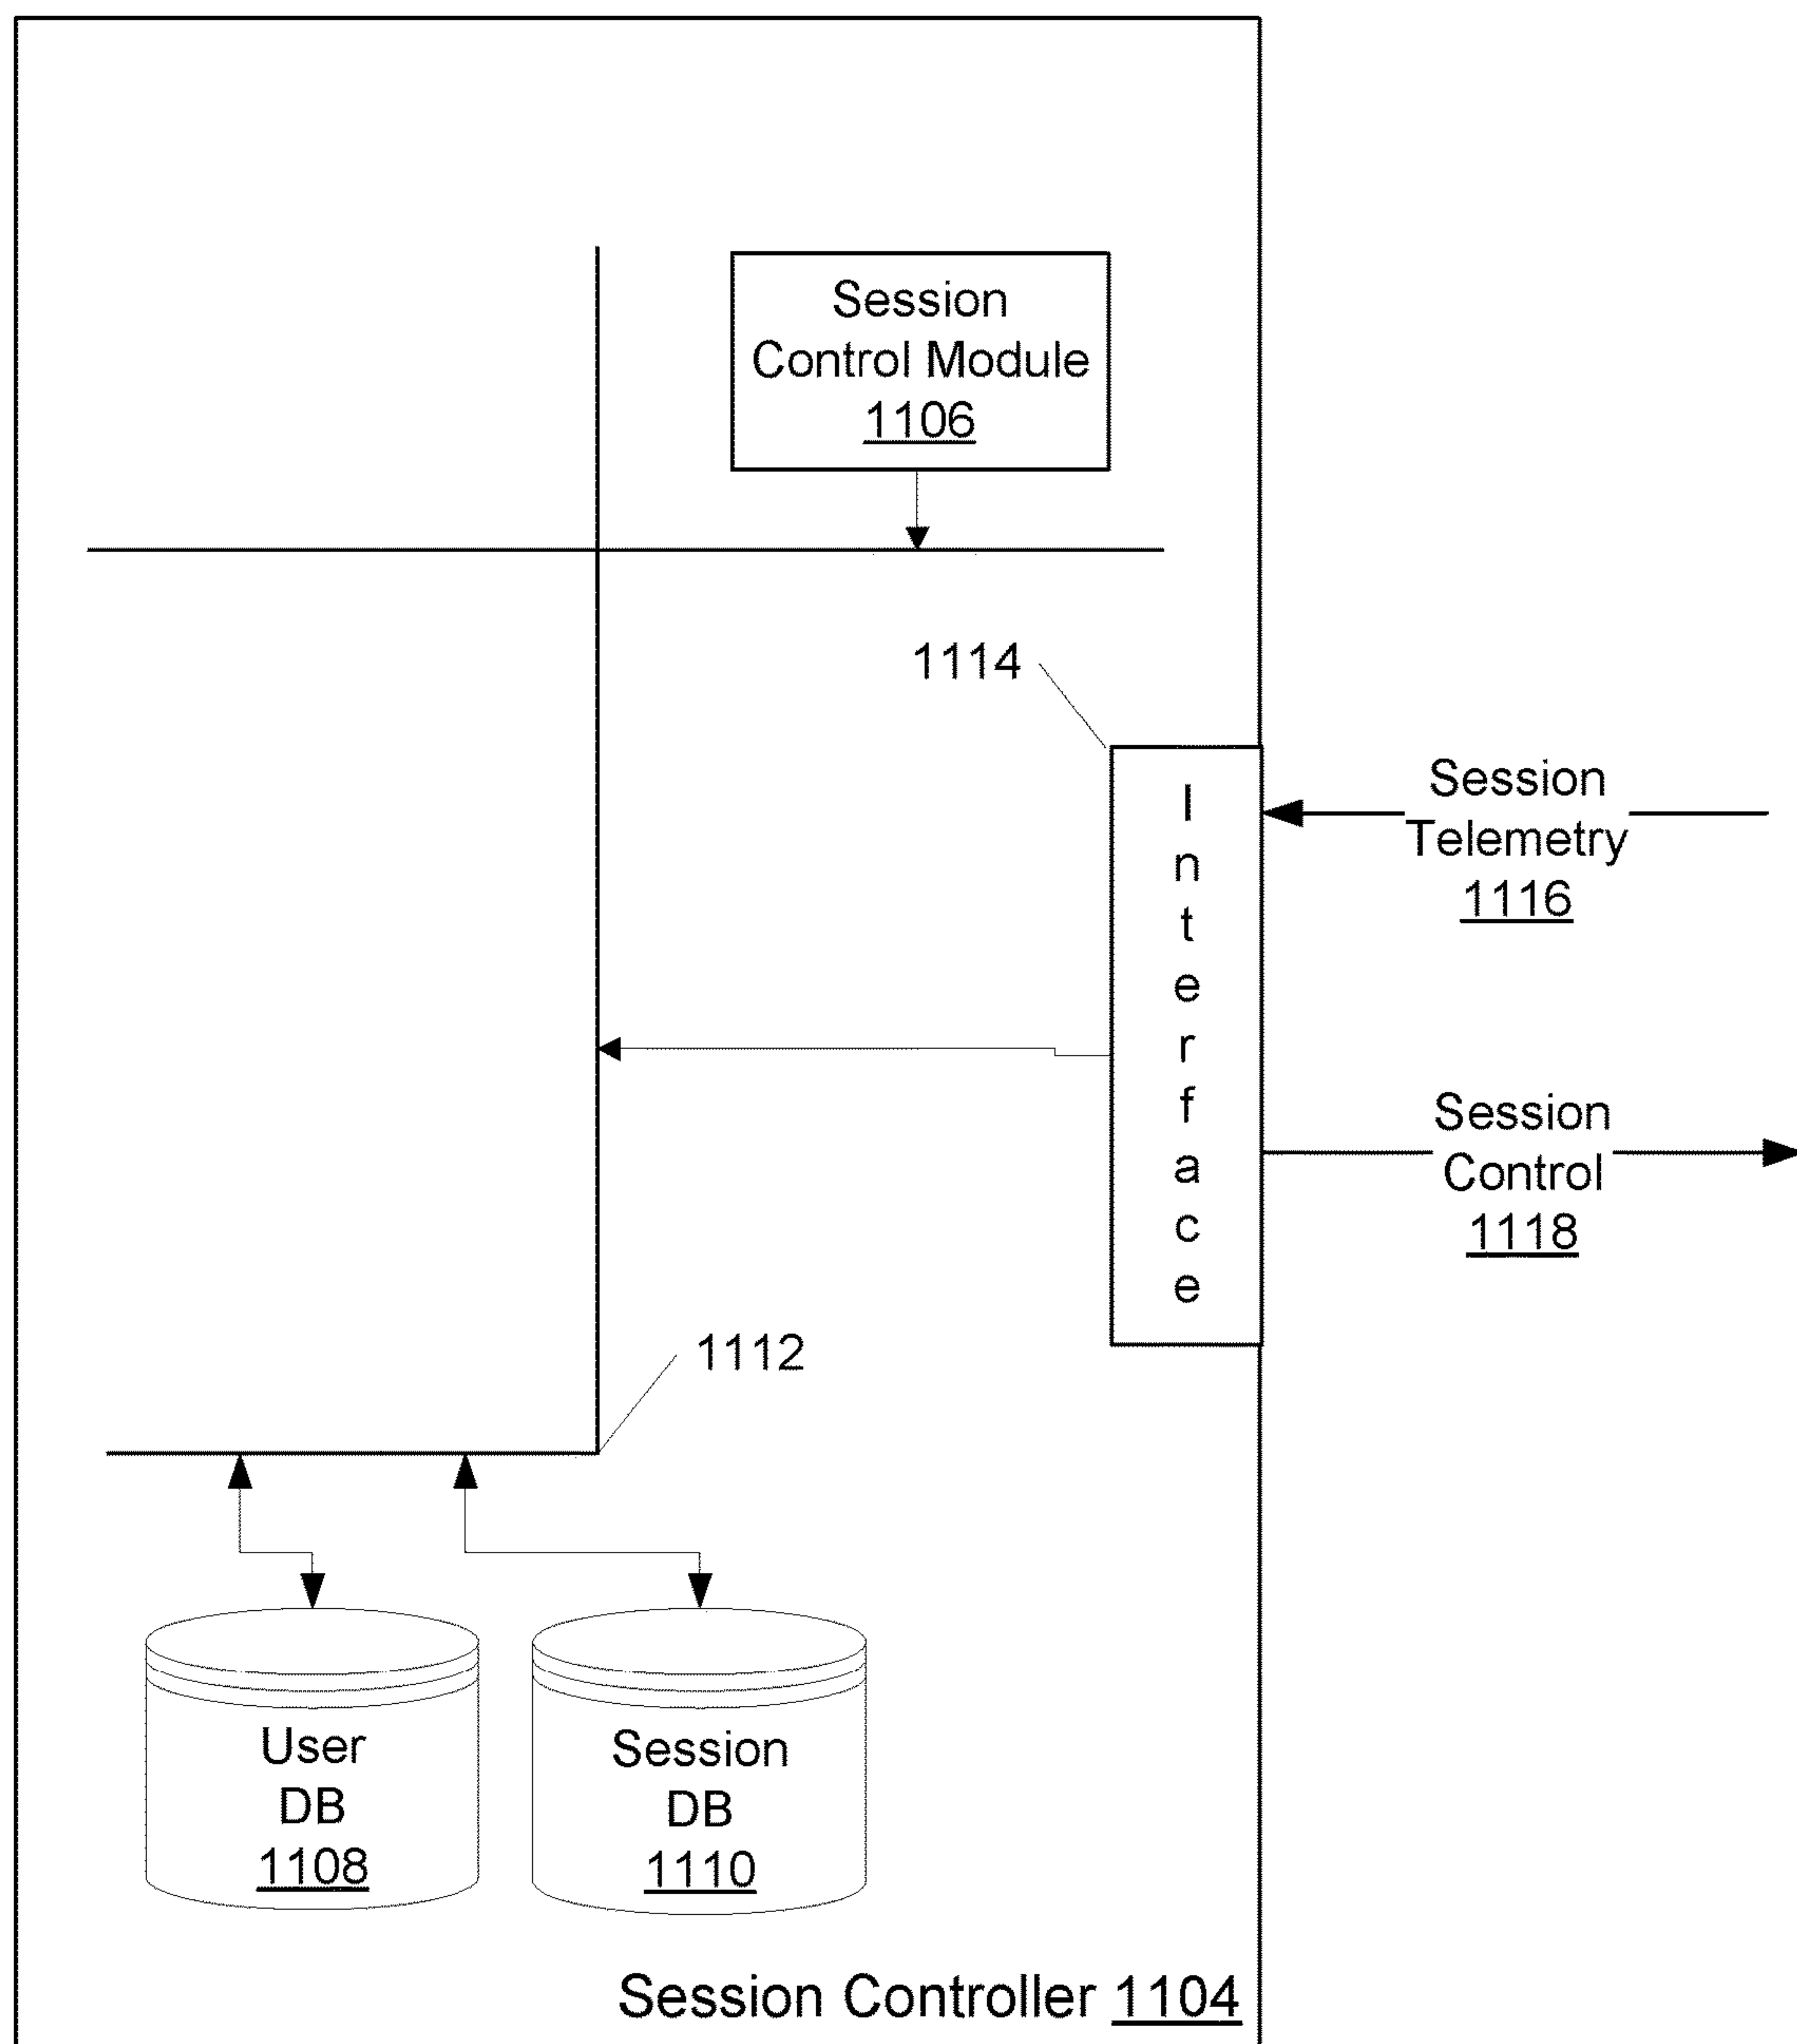 Session
Control Module
1106
1114
Interface
Session
Telemetry
1116
Session
Control
1118
1112
User
DB
1108
Session
DB
1110
Session Controller 1104